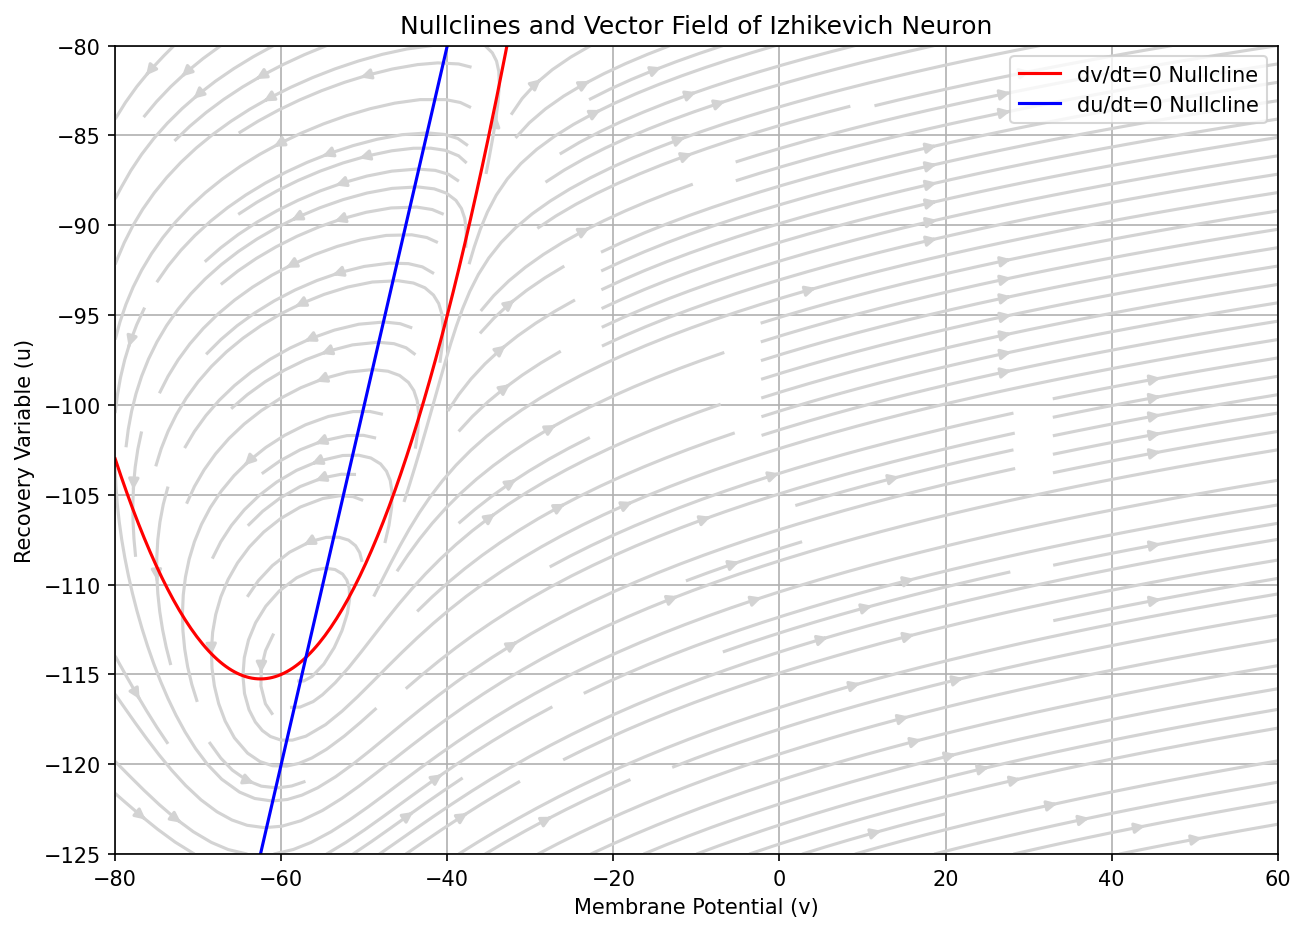 Nullclines and Vector Field of Izhikevich Neuron
dv/dt=0 Nullcline
du/dt=0 Nullcline
Recovery Variable (u)
−80
−85
−90
−95
−100
−105
−110
−115
−120
−125
−80 −60 −40 −20 0 20 40 60
Membrane Potential (v)